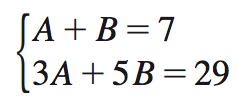 A + B = 7
3A + 5B = 29